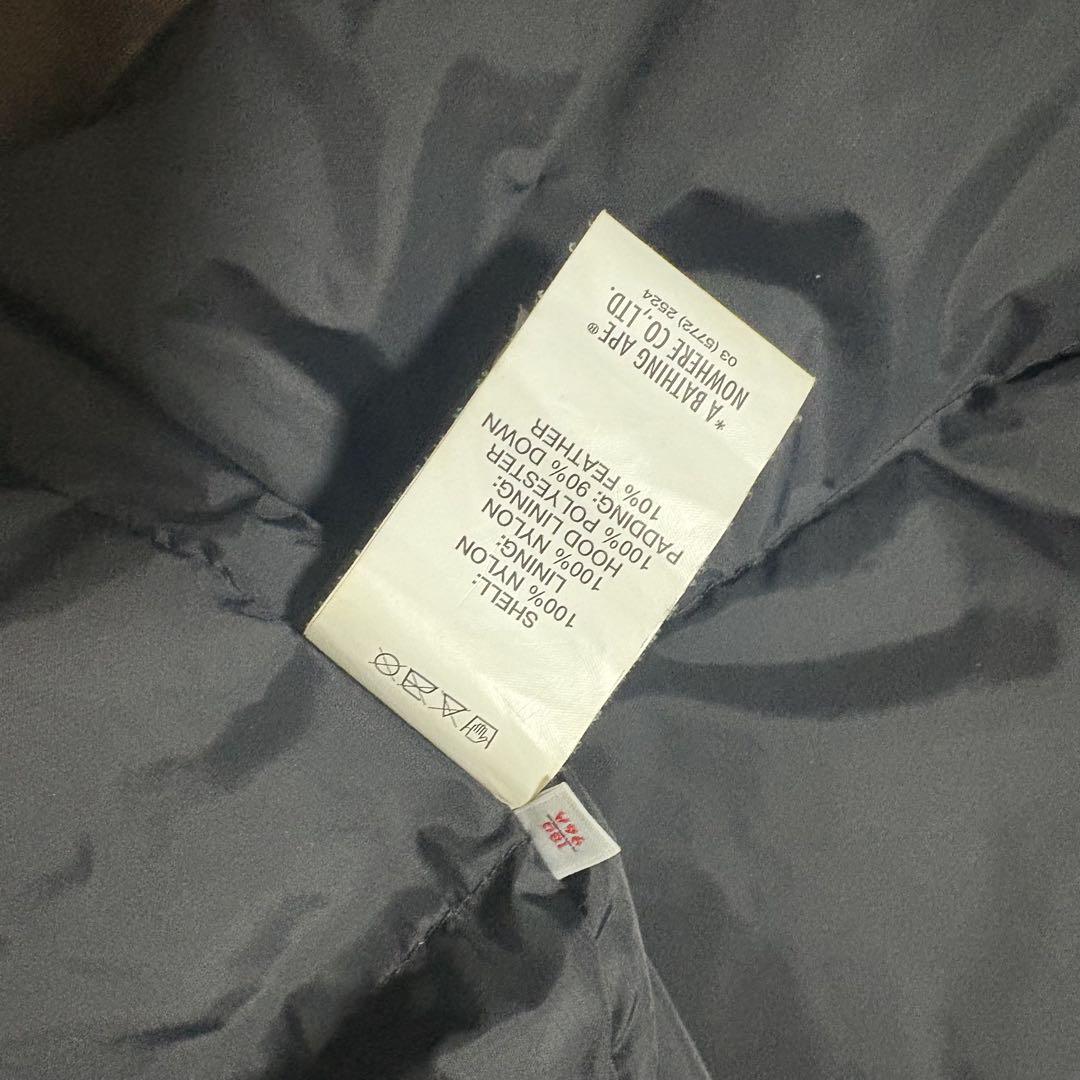 SHELL:
100% NYLON
LINING:
100% NYLON
HOOD LINING:
100% POLYESTER
PADDING: 90% DOWN
10% FEATHER
*A BATHING APE®
NOWHERE CO.,LTD.
03 (5772) 2524